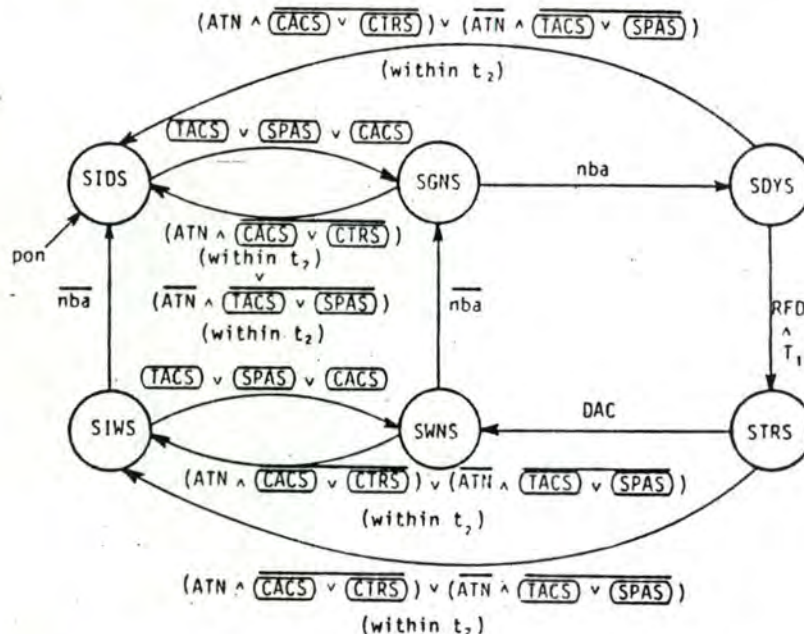 (ATN ∧ (CACS ∨ CTRS)) ∨ (ATN ∧ (TACS ∨ SPAS))
(within t₂)
TACS ∨ SPAS ∨ CACS
SIDS
SGNS
nba
SDYS
(ATN ∧ (CACS ∨ CTRS))
(within t₂)
∨
(ATN ∧ (TACS ∨ SPAS))
(within t₂)
pon
nba
nba
RFD
∧
T₁
TACS ∨ SPAS ∨ CACS
DAC
SIWS
SWNS
STRS
(ATN ∧ (CACS ∨ CTRS)) ∨ (ATN ∧ (TACS ∨ SPAS))
(within t₂)
(ATN ∧ (CACS ∨ CTRS)) ∨ (ATN ∧ (TACS ∨ SPAS))
(within t₂)